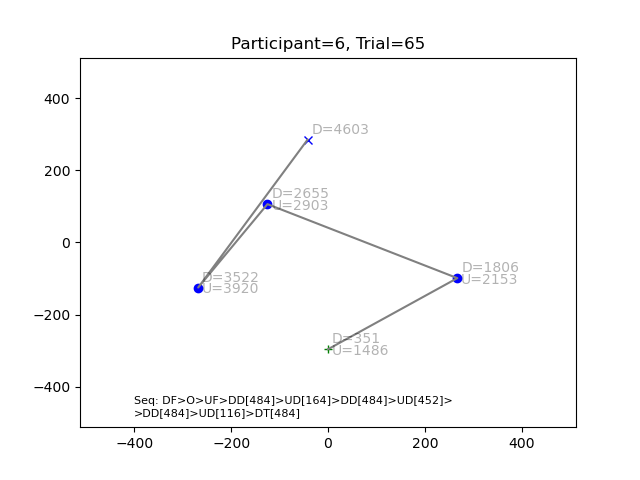 Participant=6, Trial=65
400
200
0
−200
−400
−400
−200
0
200
400
D=4603
D=2655
U=2903
D=3522
U=3920
D=1806
U=2153
D=351
U=1486
Seq: DF>O>UF>DD[484]>UD[164]>DD[484]>UD[452]>
>DD[484]>UD[116]>DT[484]